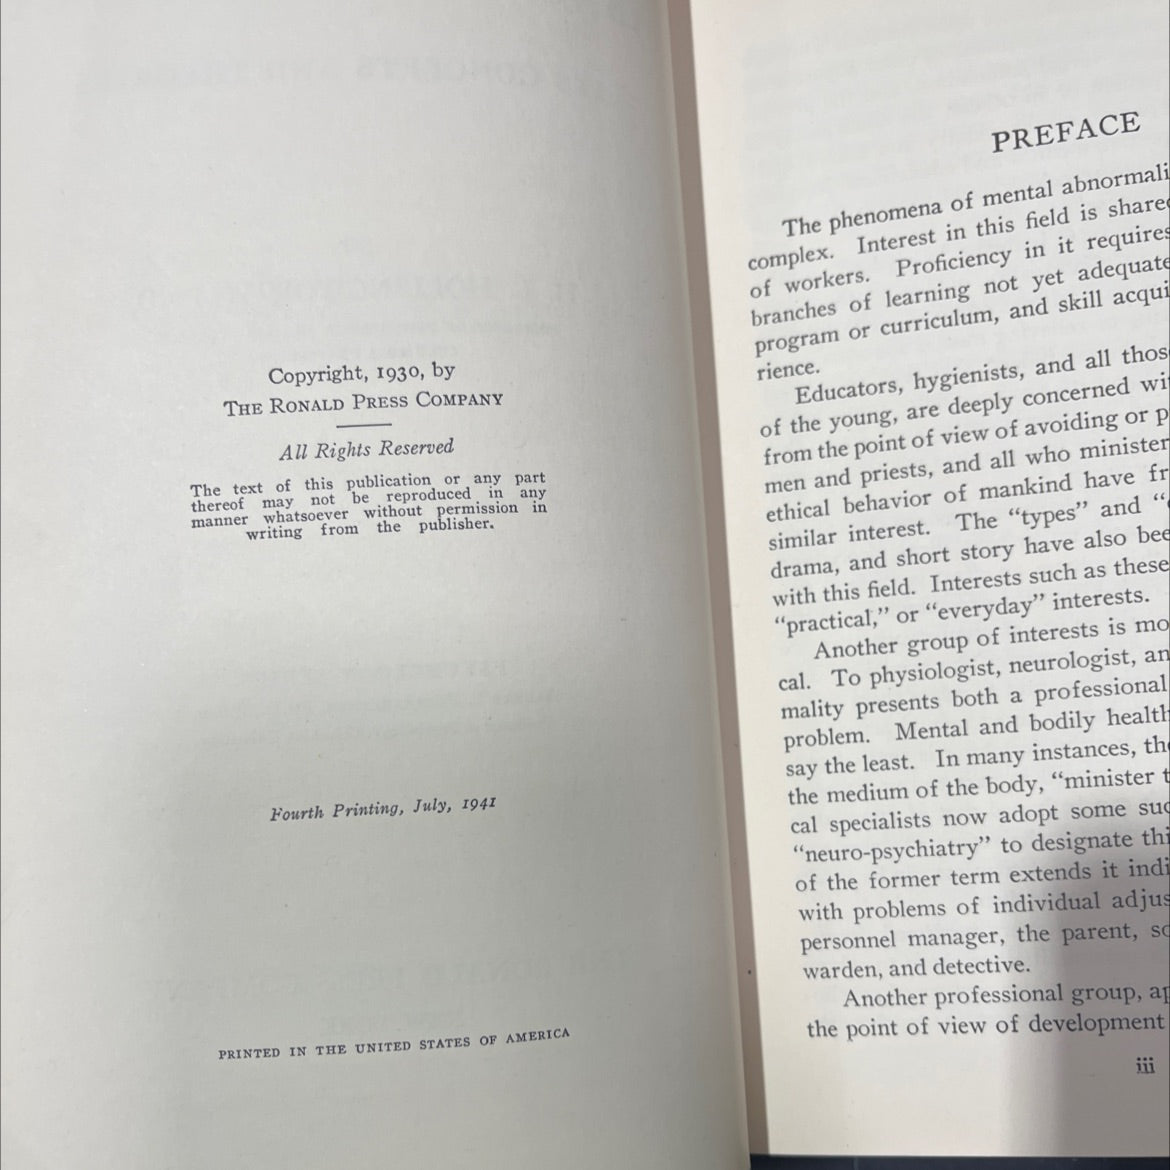 Copyright, 1930, by
THE RONALD PRESS COMPANY
All Rights Reserved
The text of this publication or any part
thereof may not be reproduced in any
manner whatsoever without permission in
writing from the publisher.
Fourth Printing, July, 1941
PRINTED IN THE UNITED STATES OF AMERICA
PREFACE
The phenomena of mental abnormali
complex. Interest in this field is share
of workers. Proficiency in it requires
branches of learning not yet adequate
program or curriculum, and skill acqui
rience.
Educators, hygienists, and all thos
of the young, are deeply concerned wi
from the point of view of avoiding or p
men and priests, and all who minister
ethical behavior of mankind have fr
similar interest. The "types" and "
drama, and short story have also bee
with this field. Interests such as these
"practical," or "everyday" interests.
Another group of interests is mo
cal. To physiologist, neurologist, an
mality presents both a professional
problem. Mental and bodily health
say the least. In many instances, the
the medium of the body, "minister t
cal specialists now adopt some suc
"neuro-psychiatry" to designate thi
of the former term extends it indi
with problems of individual adjus
personnel manager, the parent, sc
warden, and detective.
Another professional group, ap
the point of view of development
iii